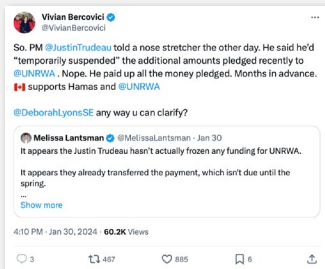 Vivian Bercovici
@VivianBercovici
So. PM @JustinTrudeau told a nose stretcher the other day. He said he'd
"temporarily suspended" the additional amounts pledged recently to
@UNRWA . Nope. He paid up all the money pledged. Months in advance.
🇨🇦 supports Hamas and @UNRWA
@DeborahLyonsSE any way u can clarify?
Melissa Lantsman @MelissaLantsman · Jan 30
It appears the Justin Trudeau hasn't actually frozen any funding for UNRWA.
It appears they already transferred the payment, which isn't due until the
spring.
...
Show more
4:10 PM · Jan 30, 2024 · 60.2K Views
3 467 885 6